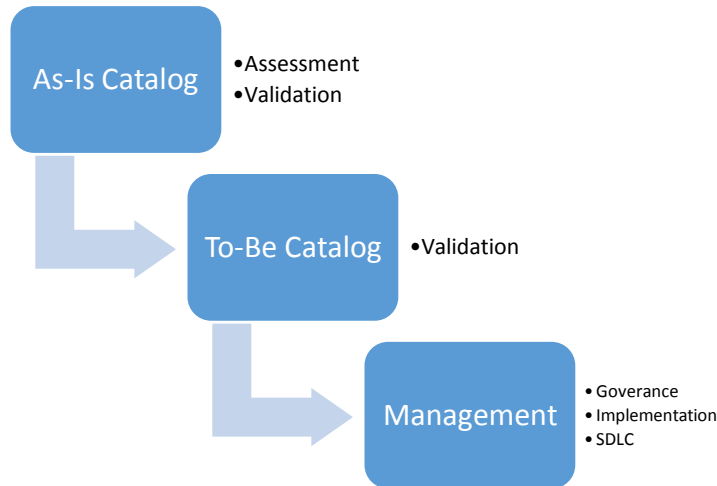 As-Is Catalog
•Assessment
•Validation
To-Be Catalog
•Validation
Management
• Goverance
• Implementation
• SDLC